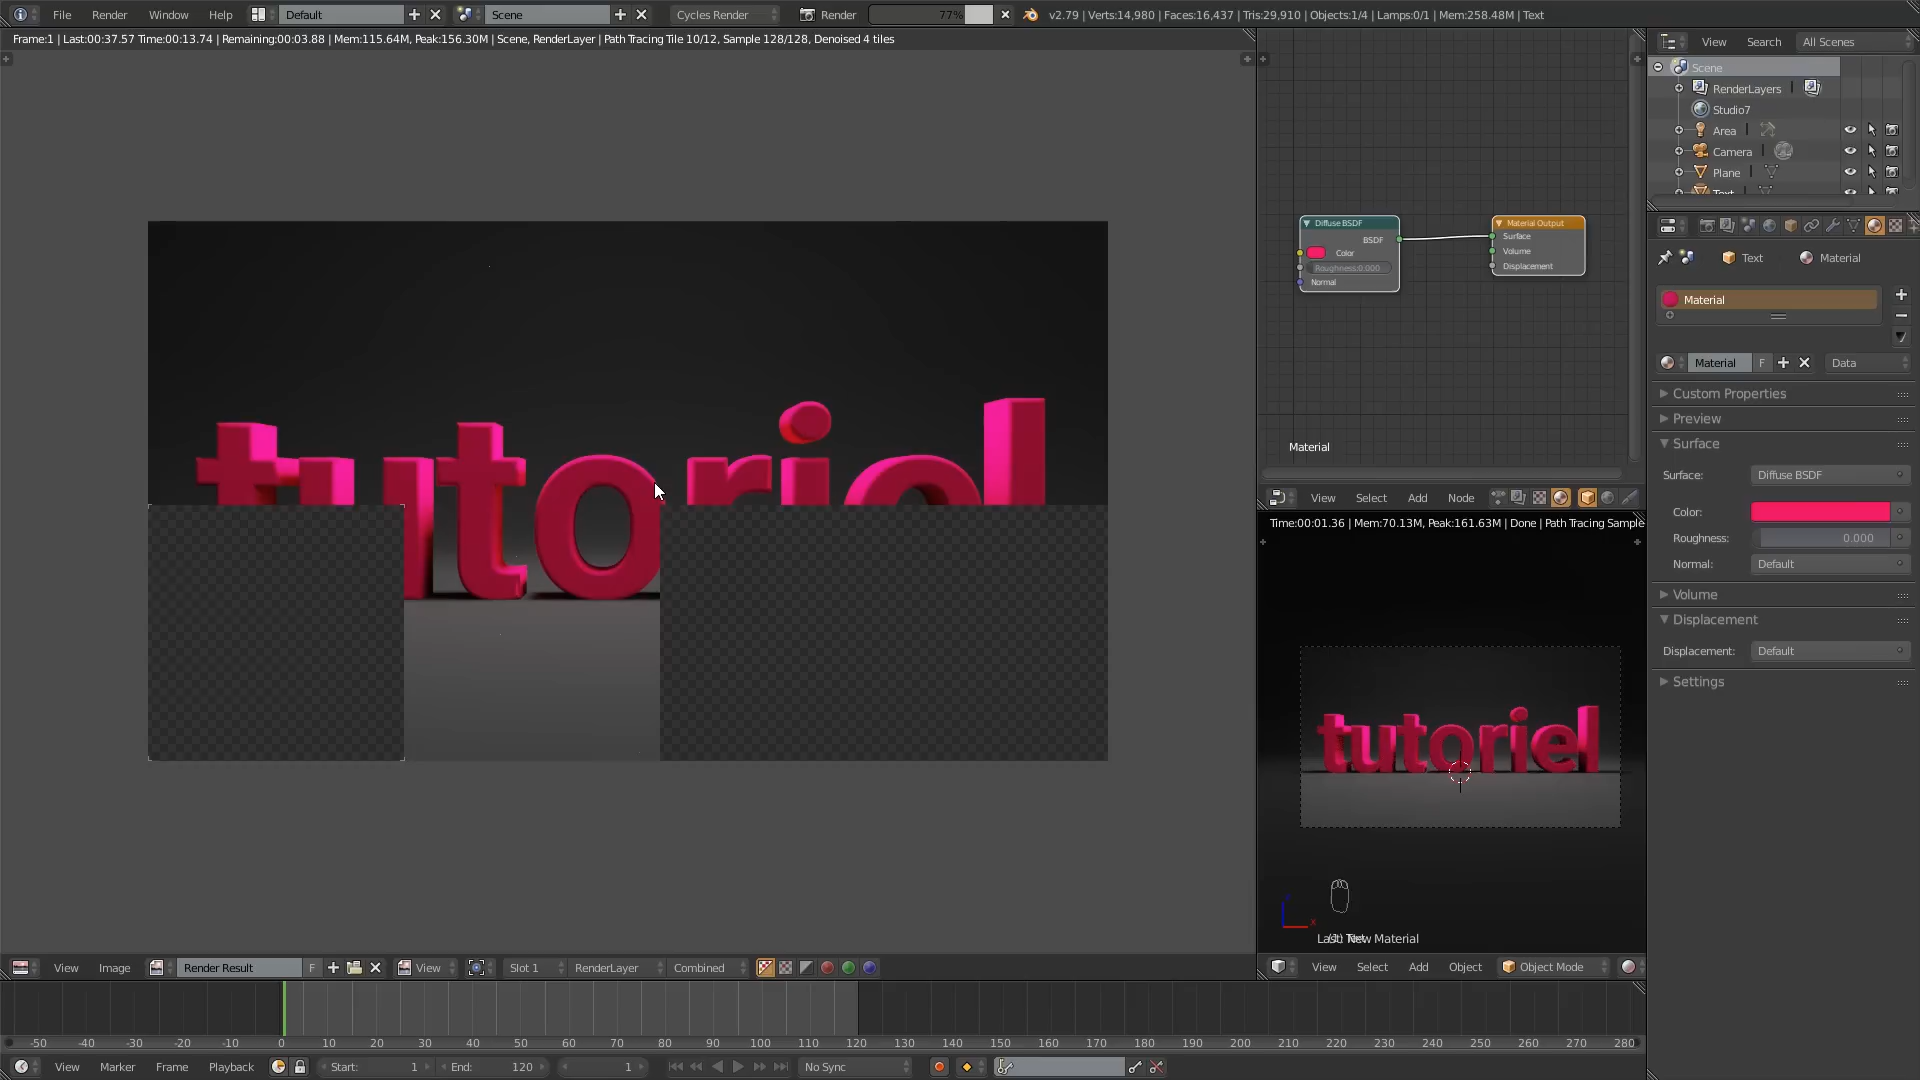 File Render Window Help Default Scene Cycles Render Render 77% v2.79 | Verts:14,980 | Faces:16,437 | Tris:29,910 | Objects:1/4 | Lamps:0/1 | Mem:258.48M | Text
Frame:1 | Last:00:37.57 Time:00:13.74 | Remaining:00:03.88 | Mem:115.64M, Peak:156.30M | Scene, RenderLayer | Path Tracing Tile 10/12, Sample 128/128, Denoised 4 tiles
tutoriel
Diffuse BSDF
BSDF
Color
Roughness:0.000
Normal
Material Output
Surface
Volume
Displacement
Material
View Select Add Node
Time:00:01.36 | Mem:70.13M, Peak:161.63M | Done | Path Tracing Sample
tutoriel
View Select Add Object Object Mode
View Search All Scenes
Scene
RenderLayers
Studio7
Area
Camera
Plane
Text
Text Material
Material
Material F Data
Custom Properties
Preview
Surface
Surface: Diffuse BSDF
Color:
Roughness: 0.000
Normal: Default
Volume
Displacement
Displacement: Default
Settings
View Image Render Result F View Slot 1 RenderLayer Combined
-50 -40 -30 -20 -10 0 10 20 30 40 50 60 70 80 90 100 110 120 130 140 150 160 170 180 190 200 210 220 230 240 250 260 270 280
View Marker Frame Playback Start: 1 End: 120 1 No Sync